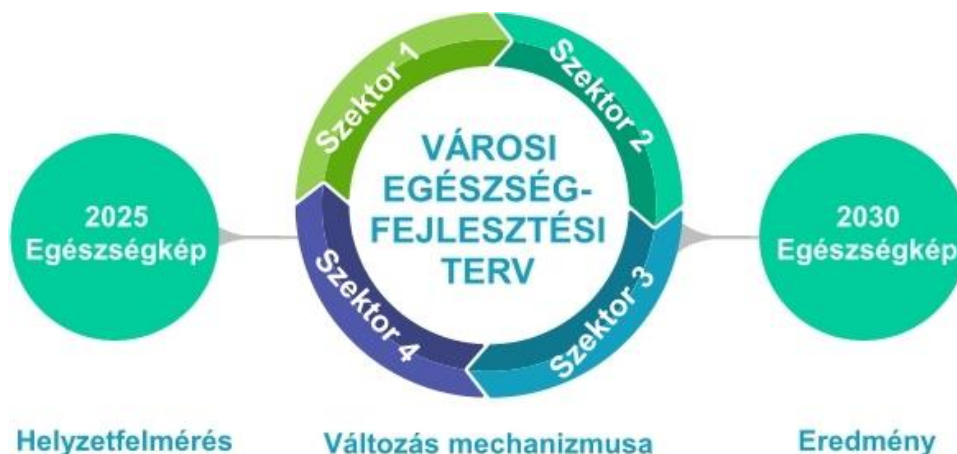 Szektor 1
Szektor 2
2025
Egészségkép
VÁROSI
EGÉSZSÉG-
FEJLESZTÉSI
TERV
2030
Egészségkép
Szektor 4
Szektor 3
Helyzetfelmérés
Változás mechanizmusa
Eredmény